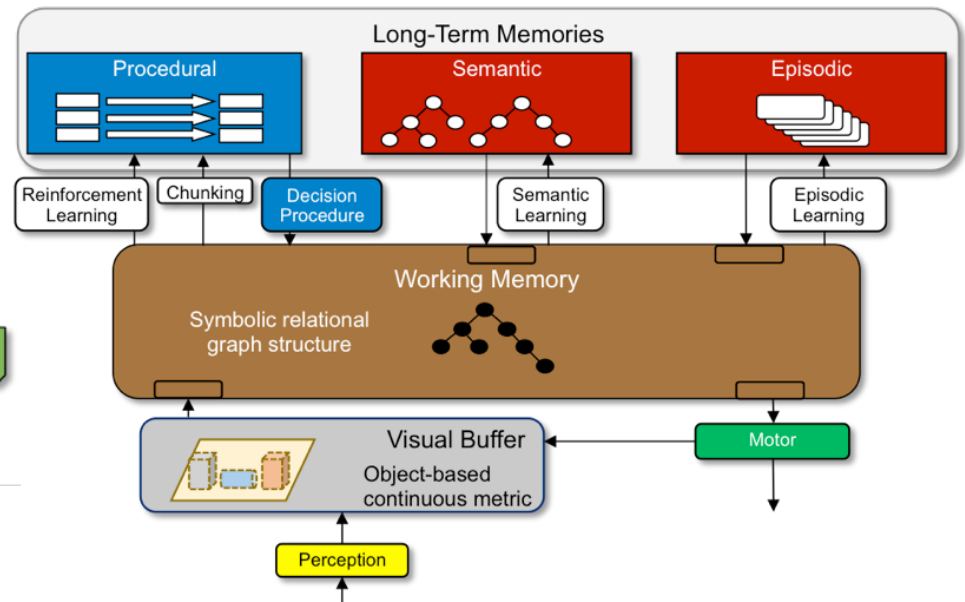 Long-Term Memories
Procedural
Semantic
Episodic
Reinforcement
Learning
Chunking
Decision
Procedure
Semantic
Learning
Episodic
Learning
Working Memory
Symbolic relational
graph structure
Visual Buffer
Object-based
continuous metric
Motor
Perception